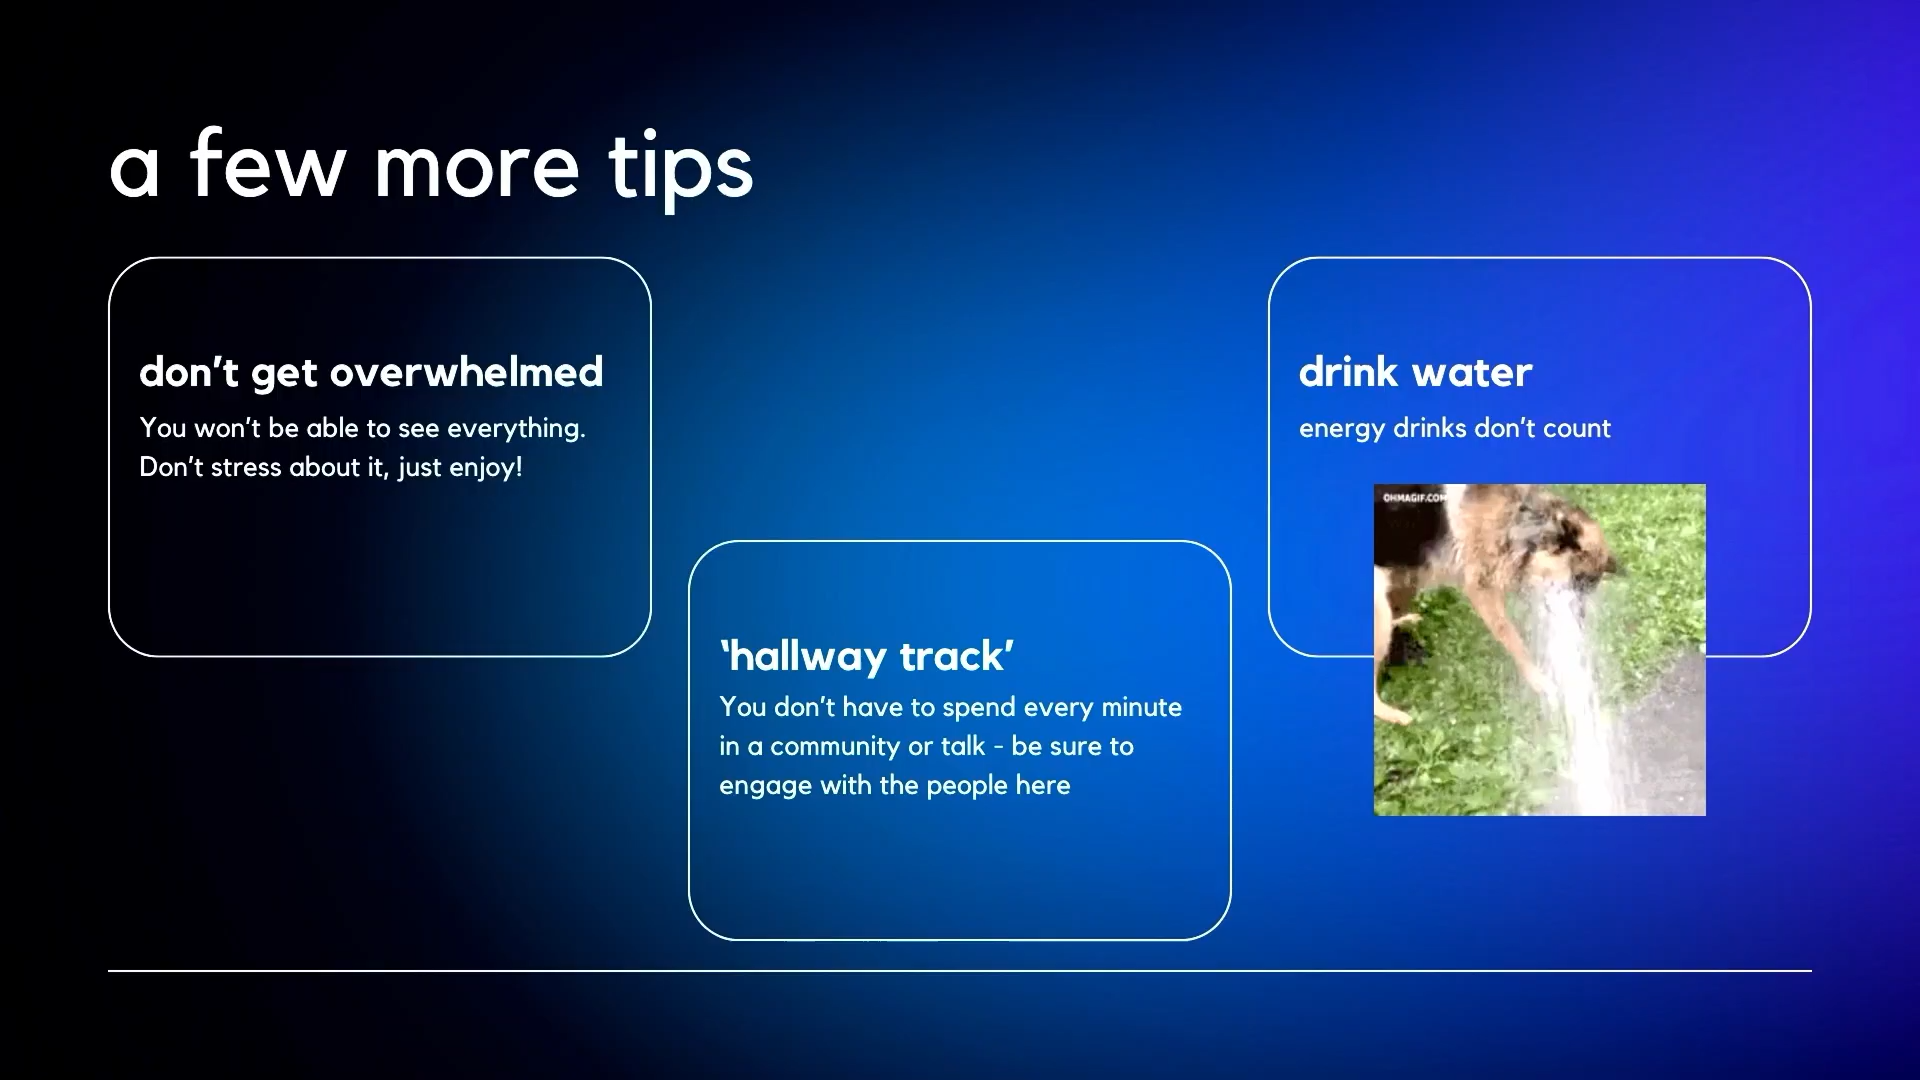 a few more tips
don’t get overwhelmed
You won’t be able to see everything.
Don’t stress about it, just enjoy!
‘hallway track’
You don’t have to spend every minute
in a community or talk - be sure to
engage with the people here
drink water
energy drinks don’t count
OHMAGIF.COM